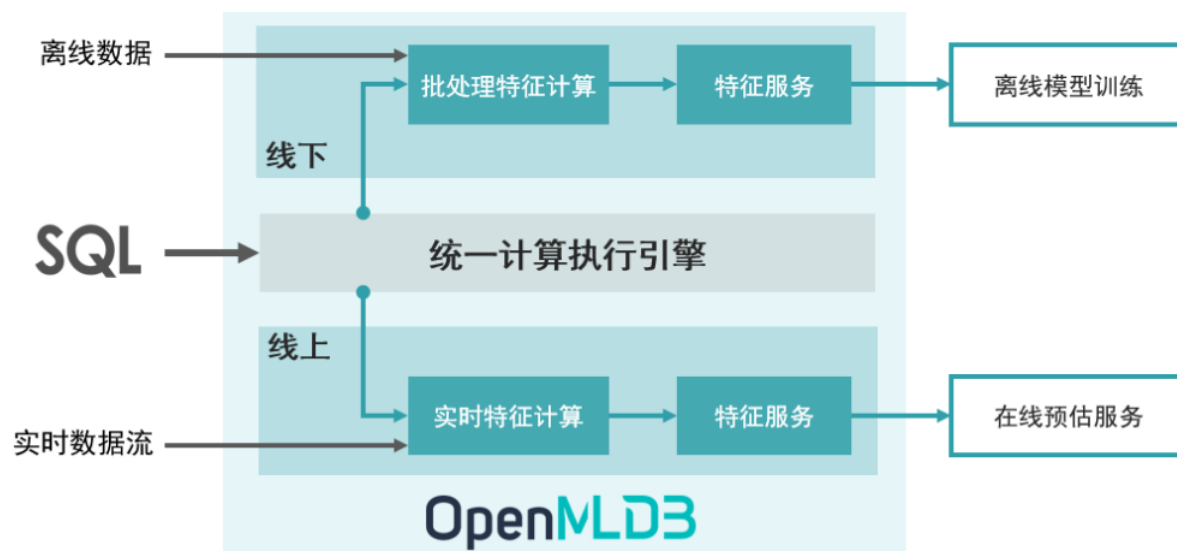 离线数据
批处理特征计算
特征服务
离线模型训练
线下
SQL
统一计算执行引擎
线上
实时特征计算
特征服务
在线预估服务
实时数据流
OpenMLDB